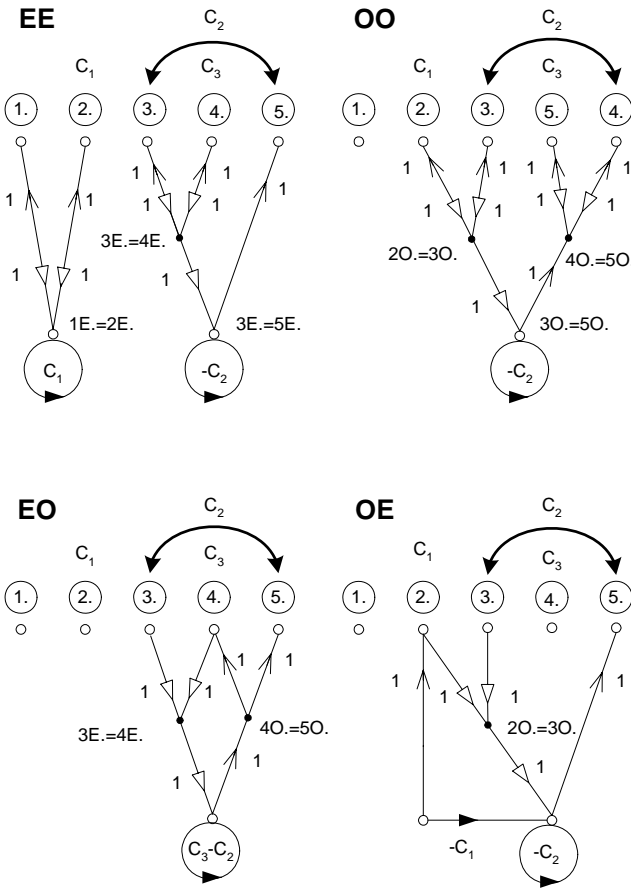 EE
C2
C1
C3
1.
2.
3.
4.
5.
1
1
1
1
1
1
1
1
3E.=4E.
1
1E.=2E.
3E.=5E.
C1
-C2
OO
C2
C1
C3
1.
2.
3.
5.
4.
1
1
1
1
1
1
1
1
2O.=3O.
4O.=5O
1
1
3O.=5O.
-C2
EO
C2
C1
C3
1.
2.
3.
4.
5.
1
1
1
1
3E.=4E.
4O.=5O.
1
1
C3-C2
OE
C2
C1
C3
1.
2.
3.
4.
5.
1
1
1
1
2O.=3O.
1
-C1
-C2